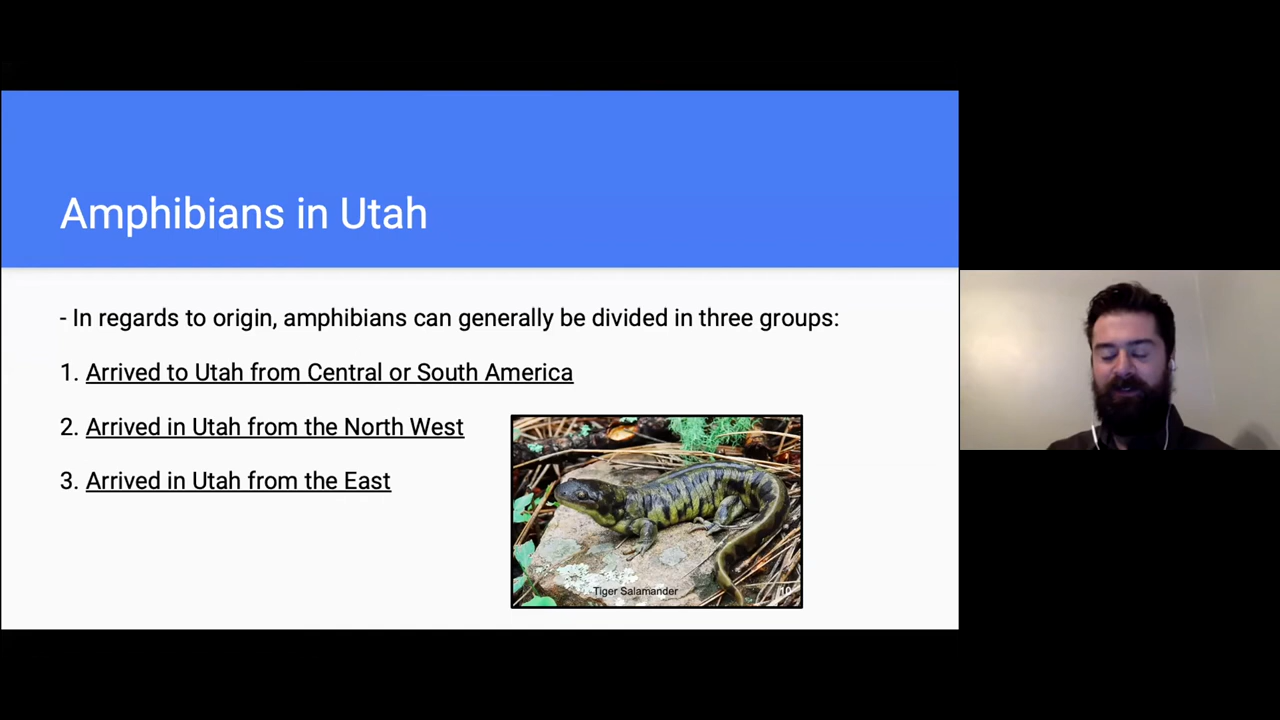 Amphibians in Utah
- In regards to origin, amphibians can generally be divided in three groups:
1. Arrived to Utah from Central or South America
2. Arrived in Utah from the North West
3. Arrived in Utah from the East
Tiger Salamander